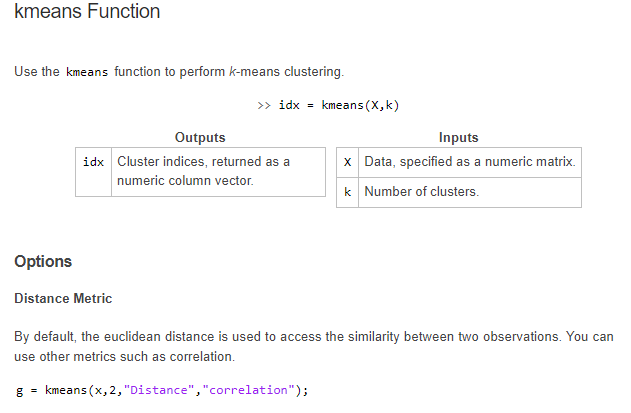 kmeans Function
Use the kmeans function to perform k-means clustering.
>> idx = kmeans(X,k)
Outputs
idx Cluster indices, returned as a
numeric column vector.
Inputs
X Data, specified as a numeric matrix.
k Number of clusters.
Options
Distance Metric
By default, the euclidean distance is used to access the similarity between two observations. You can
use other metrics such as correlation.
g = kmeans(x,2,"Distance","correlation");